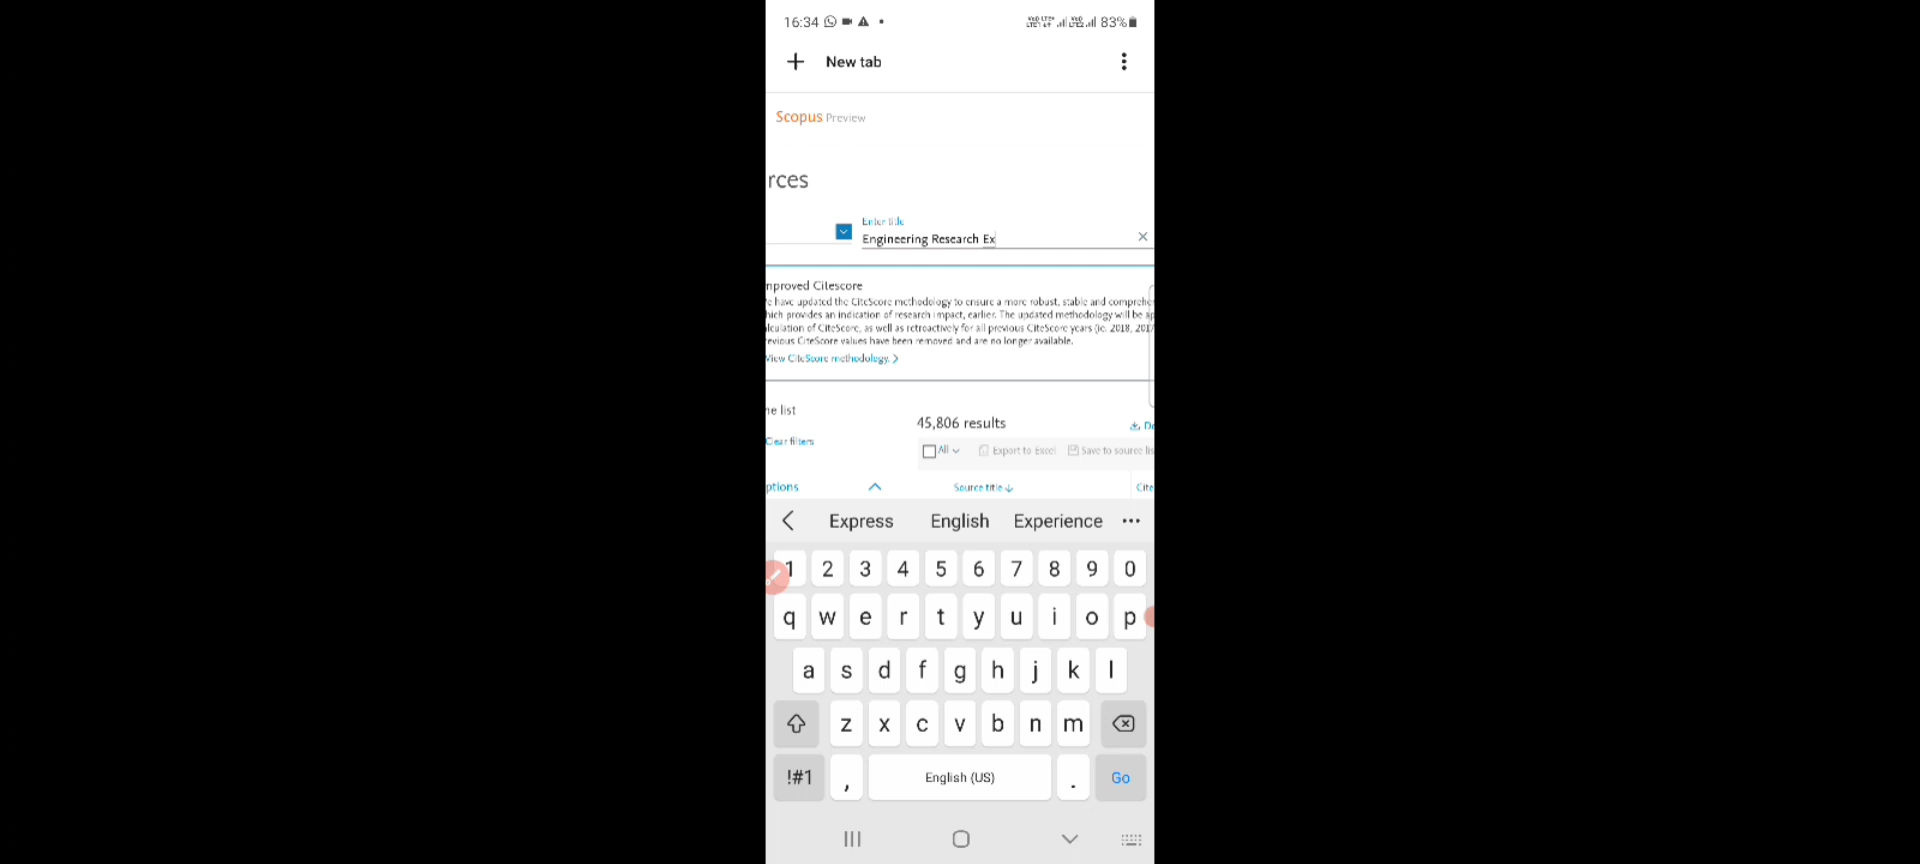 16:34 83%
New tab
Scopus Preview
rces
Enter title
Engineering Research Ex
mproved Citescore
e have updated the CiteScore methodology to ensure a more robust, stable and comprehe
hich provides an indication of research impact, earlier. The updated methodology will be ap
lculation of CiteScore, as well as retroactively for all previous CiteScore years (ie. 2018, 201
evious CiteScore values have been removed and are no longer available.
View CiteScore methodology.
he list
45,806 results
Clear filters
All Export to Excel Save to source lis
ptions
Source title
Cite
Express English Experience
1 2 3 4 5 6 7 8 9 0
q w e r t y u i o p
a s d f g h j k l
z x c v b n m
!#1 , English (US) . Go